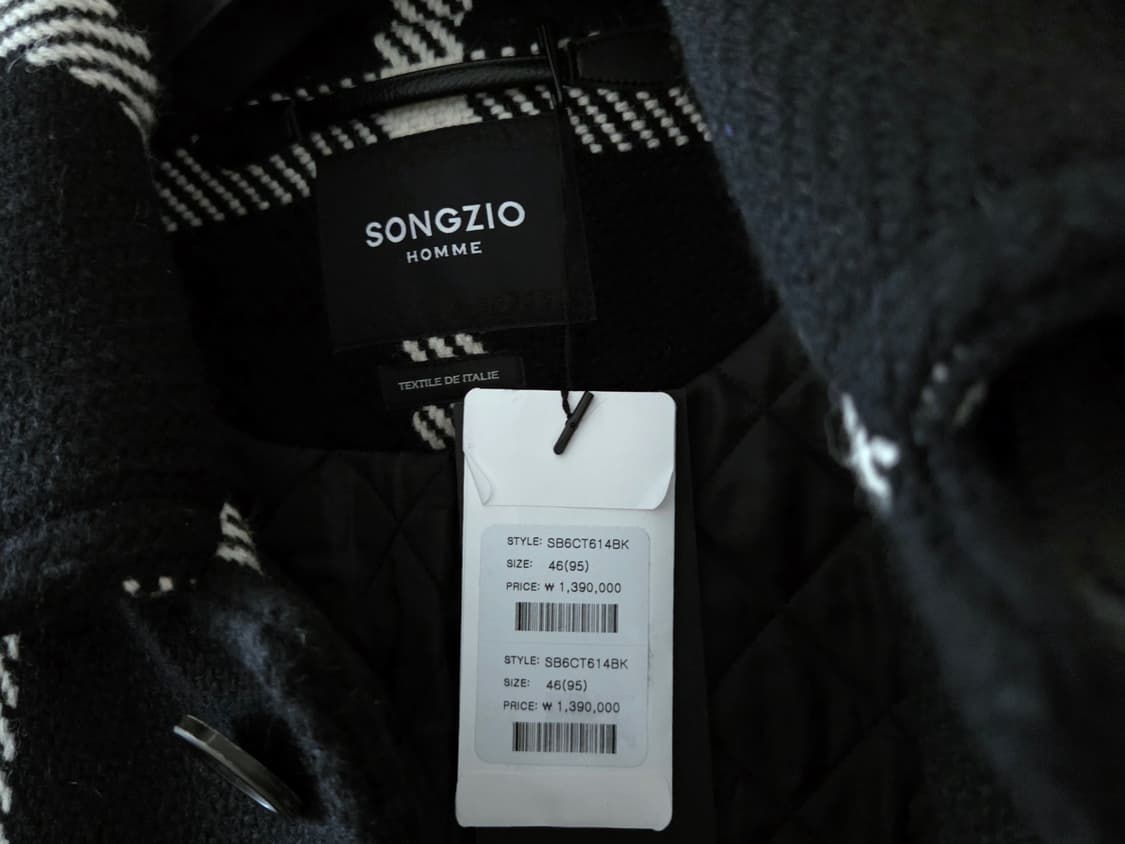 SONGZIO
HOMME
TEXTILE DE ITALIE
STYLE: SB6CT614BK
SIZE: 46(95)
PRICE: ₩ 1,390,000
STYLE: SB6CT614BK
SIZE: 46(95)
PRICE: ₩ 1,390,000